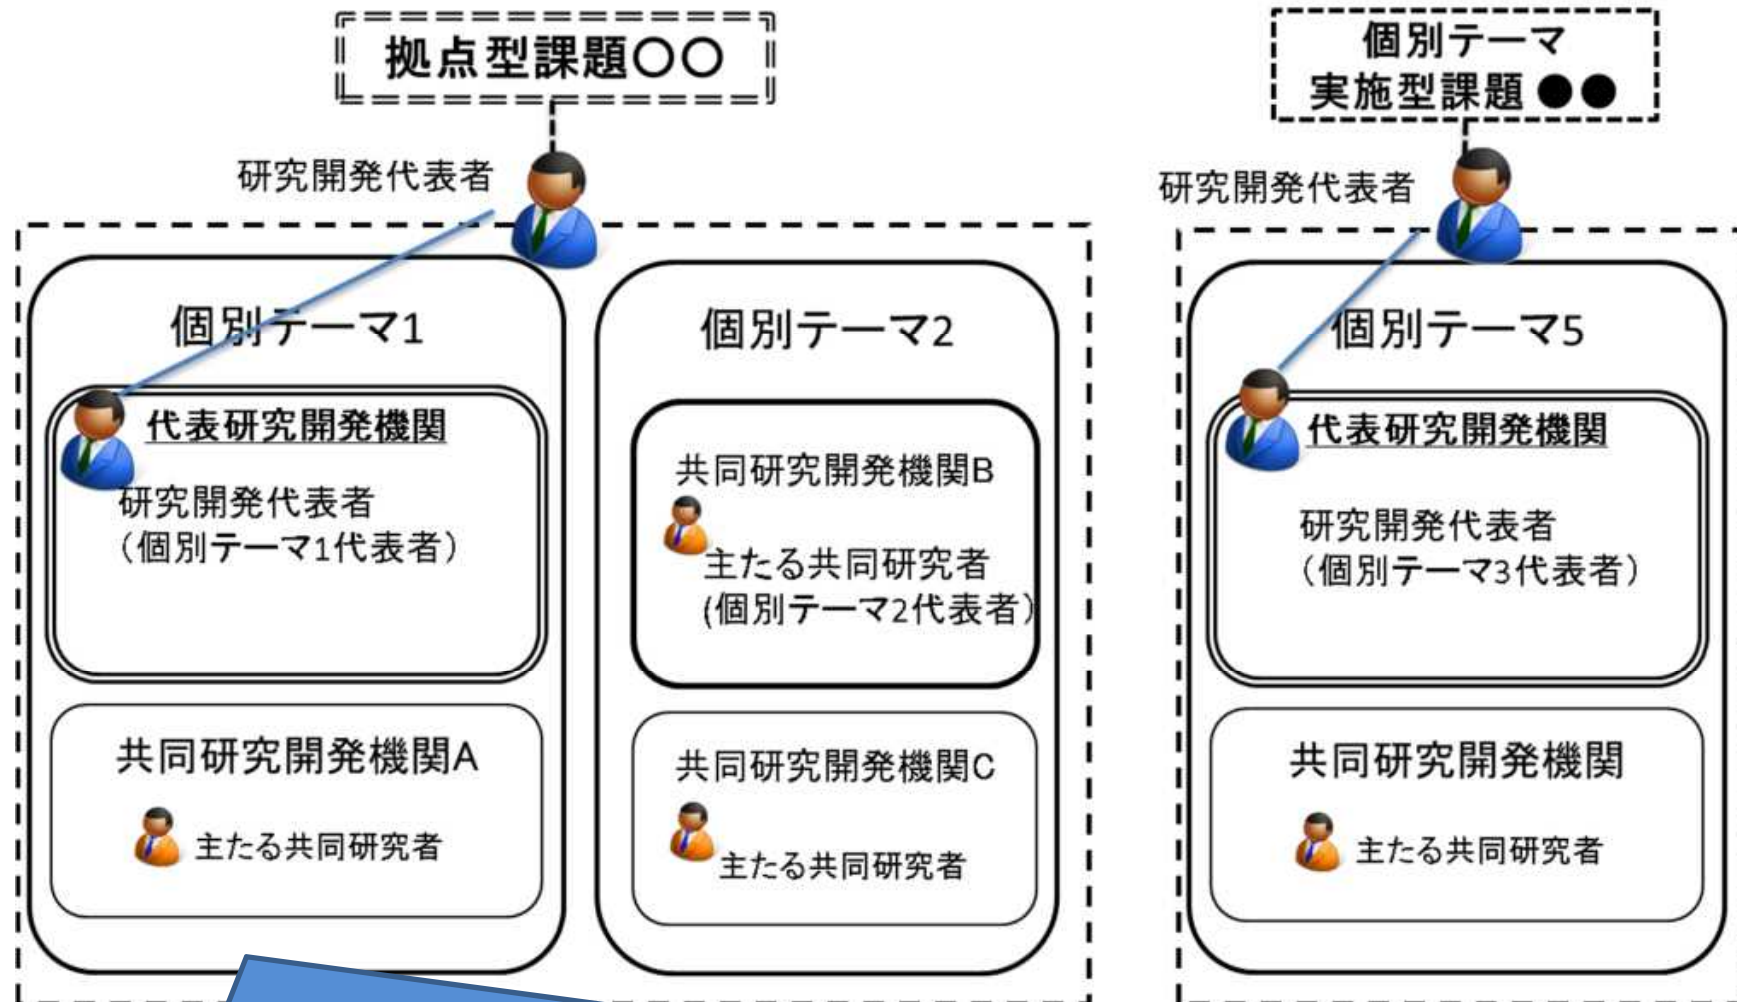 拠点型課題〇〇
研究開発代表者
個別テーマ1
代表研究開発機関
研究開発代表者
（個別テーマ1代表者）
共同研究開発機関A
主たる共同研究者
個別テーマ2
共同研究開発機関B
主たる共同研究者
(個別テーマ2代表者）
共同研究開発機関C
主たる共同研究者
個別テーマ
実施型課題 ●●
研究開発代表者
個別テーマ5
代表研究開発機関
研究開発代表者
（個別テーマ3代表者）
共同研究開発機関
主たる共同研究者